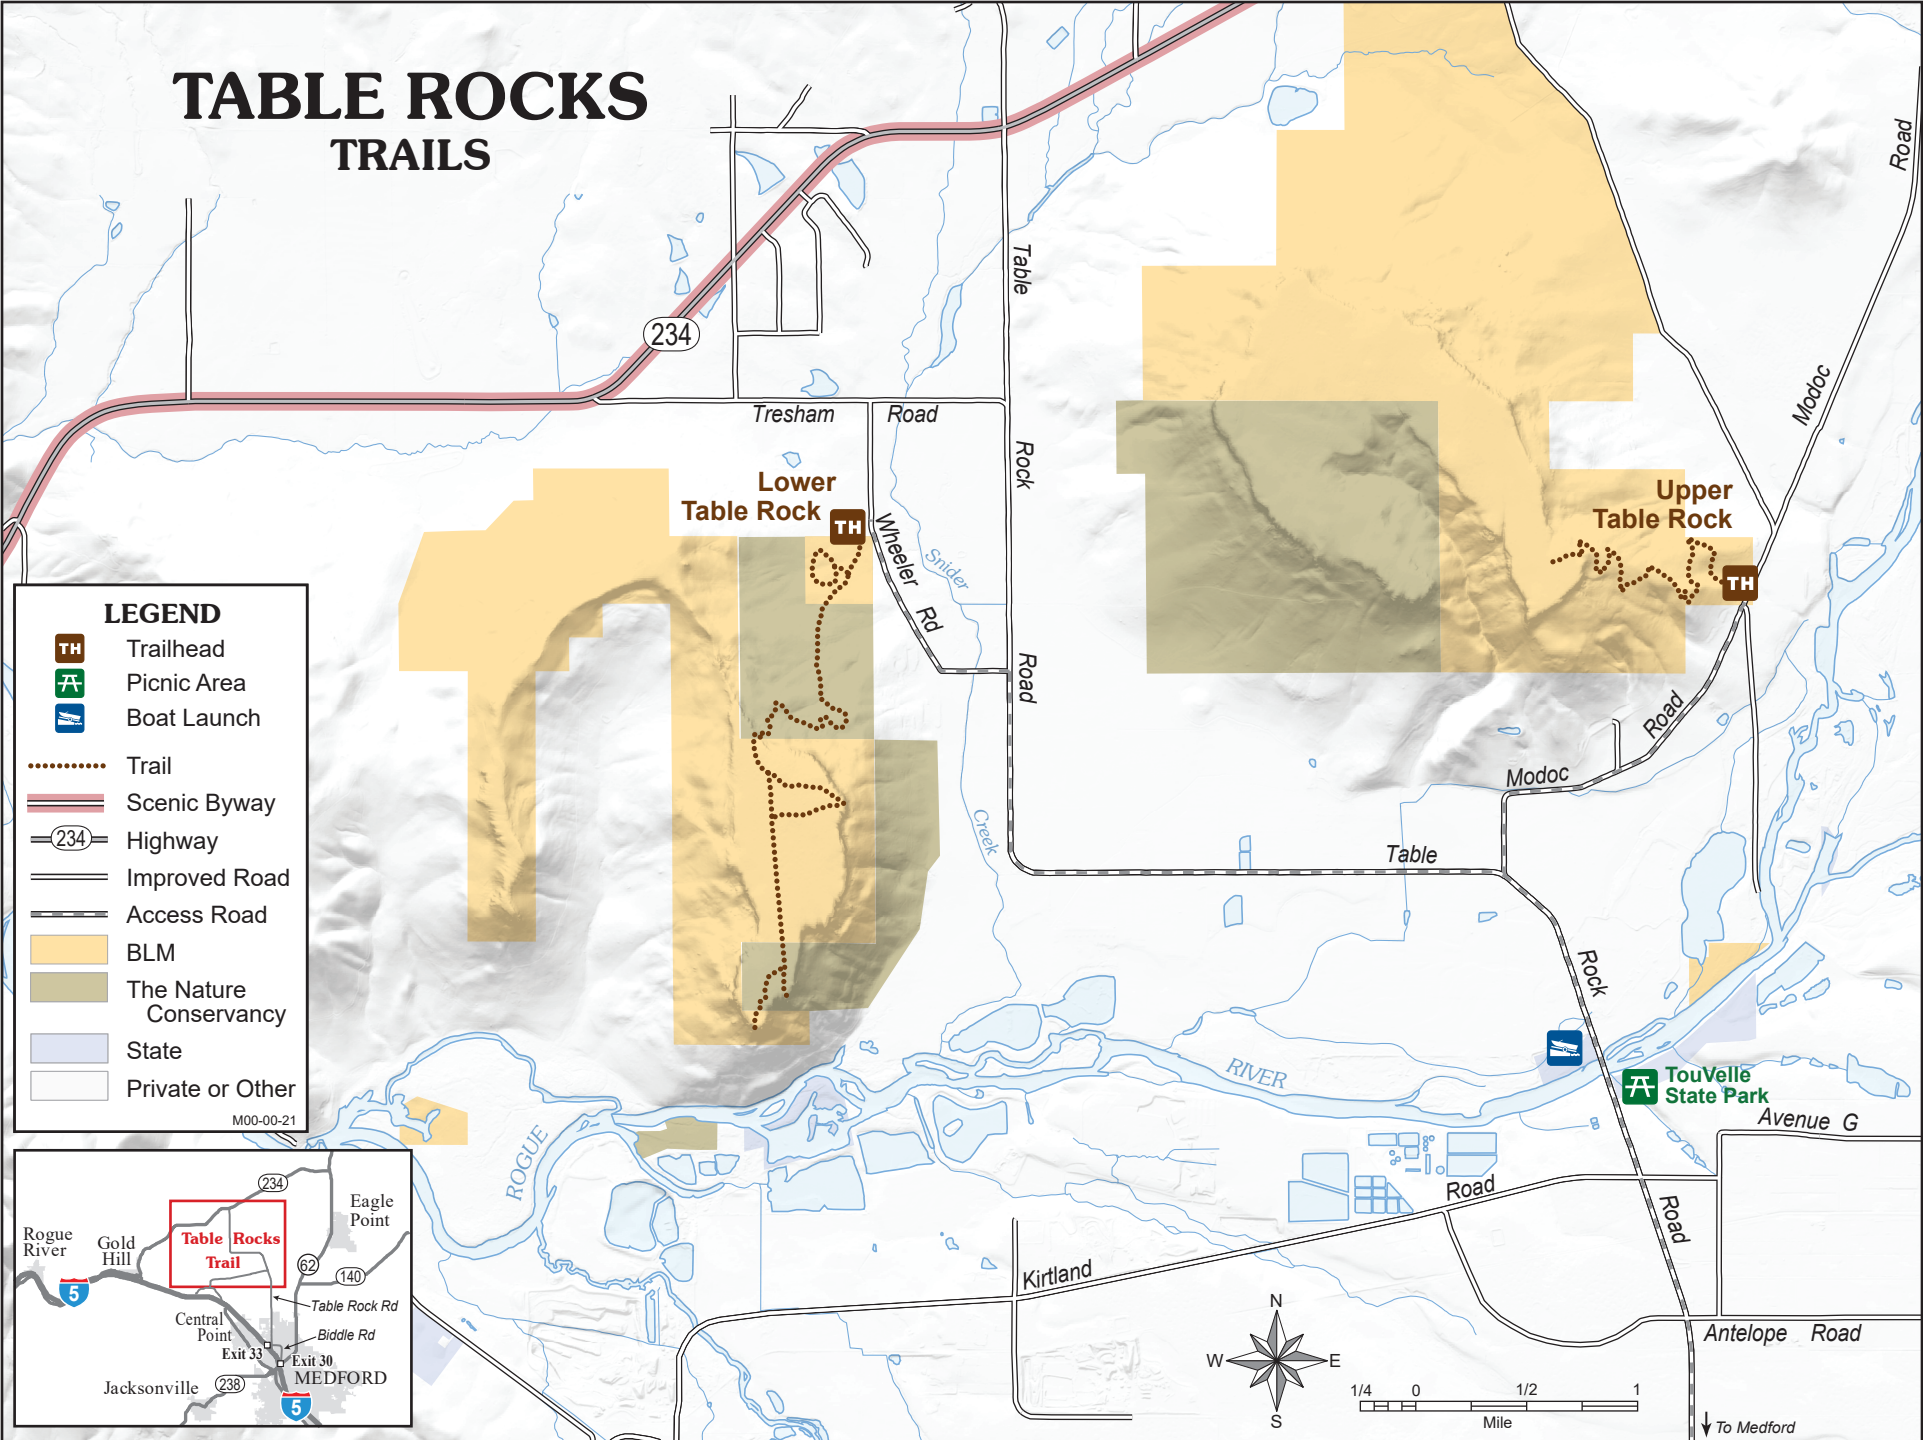 TABLE ROCKS
TRAILS
234
Table
Rock
Road
Tresham Road
Modoc
Road
Lower
Table Rock
TH
Wheeler Rd
Snider
Creek
Upper
Table Rock
TH
Modoc
Road
Table
Rock
Road
RIVER
ROGUE
TouVelle
State Park
Avenue G
Kirtland
Road
Antelope Road
To Medford
LEGEND
TH Trailhead
Picnic Area
Boat Launch
Trail
Scenic Byway
234 Highway
Improved Road
Access Road
BLM
The Nature
Conservancy
State
Private or Other
M00-00-21
234
Eagle
Point
Rogue
River
Gold
Hill
Table Rocks
Trail
5
62
140
Table Rock Rd
Central
Point
Biddle Rd
Exit 33
Exit 30
MEDFORD
Jacksonville
238
5
N
W
E
S
1/4 0 1/2 1
Mile